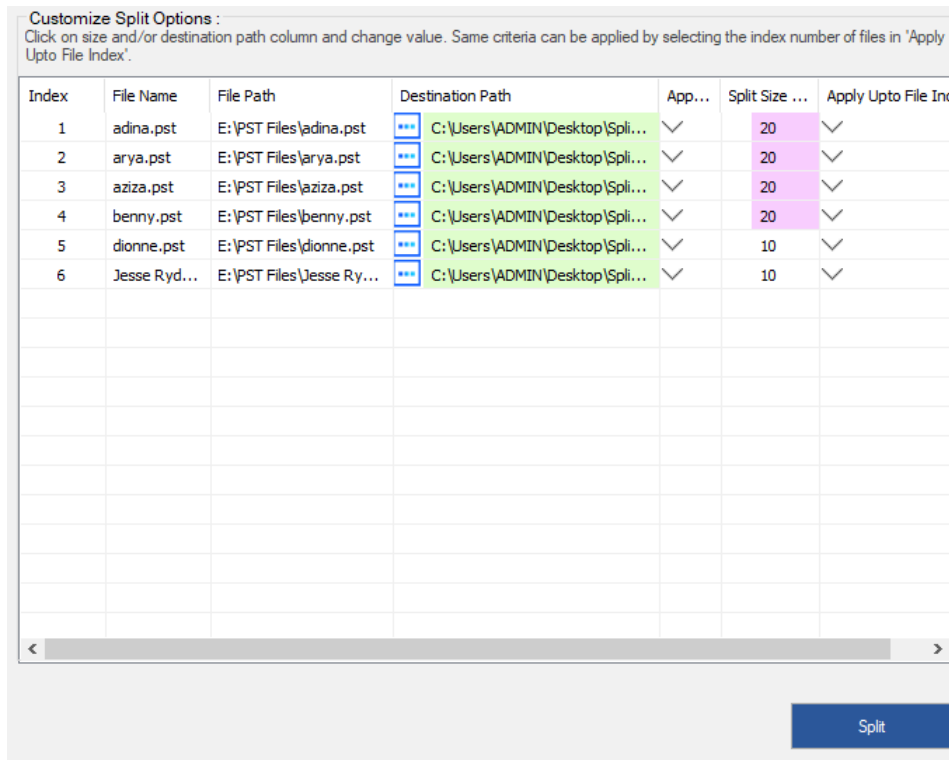 Customize Split Options :
Click on size and/or destination path column and change value. Same criteria can be applied by selecting the index number of files in 'Apply
Upto File Index'.
Index File Name File Path Destination Path App... Split Size ... Apply Upto File Inc
1 adina.pst E:\PST Files\adina.pst C:\Users\ADMIN\Desktop\Spli... 20
2 arya.pst E:\PST Files\arya.pst C:\Users\ADMIN\Desktop\Spli... 20
3 aziza.pst E:\PST Files\aziza.pst C:\Users\ADMIN\Desktop\Spli... 20
4 benny.pst E:\PST Files\benny.pst C:\Users\ADMIN\Desktop\Spli... 20
5 dionne.pst E:\PST Files\dionne.pst C:\Users\ADMIN\Desktop\Spli... 10
6 Jesse Ryd... E:\PST Files\Jesse Ry... C:\Users\ADMIN\Desktop\Spli... 10
Split